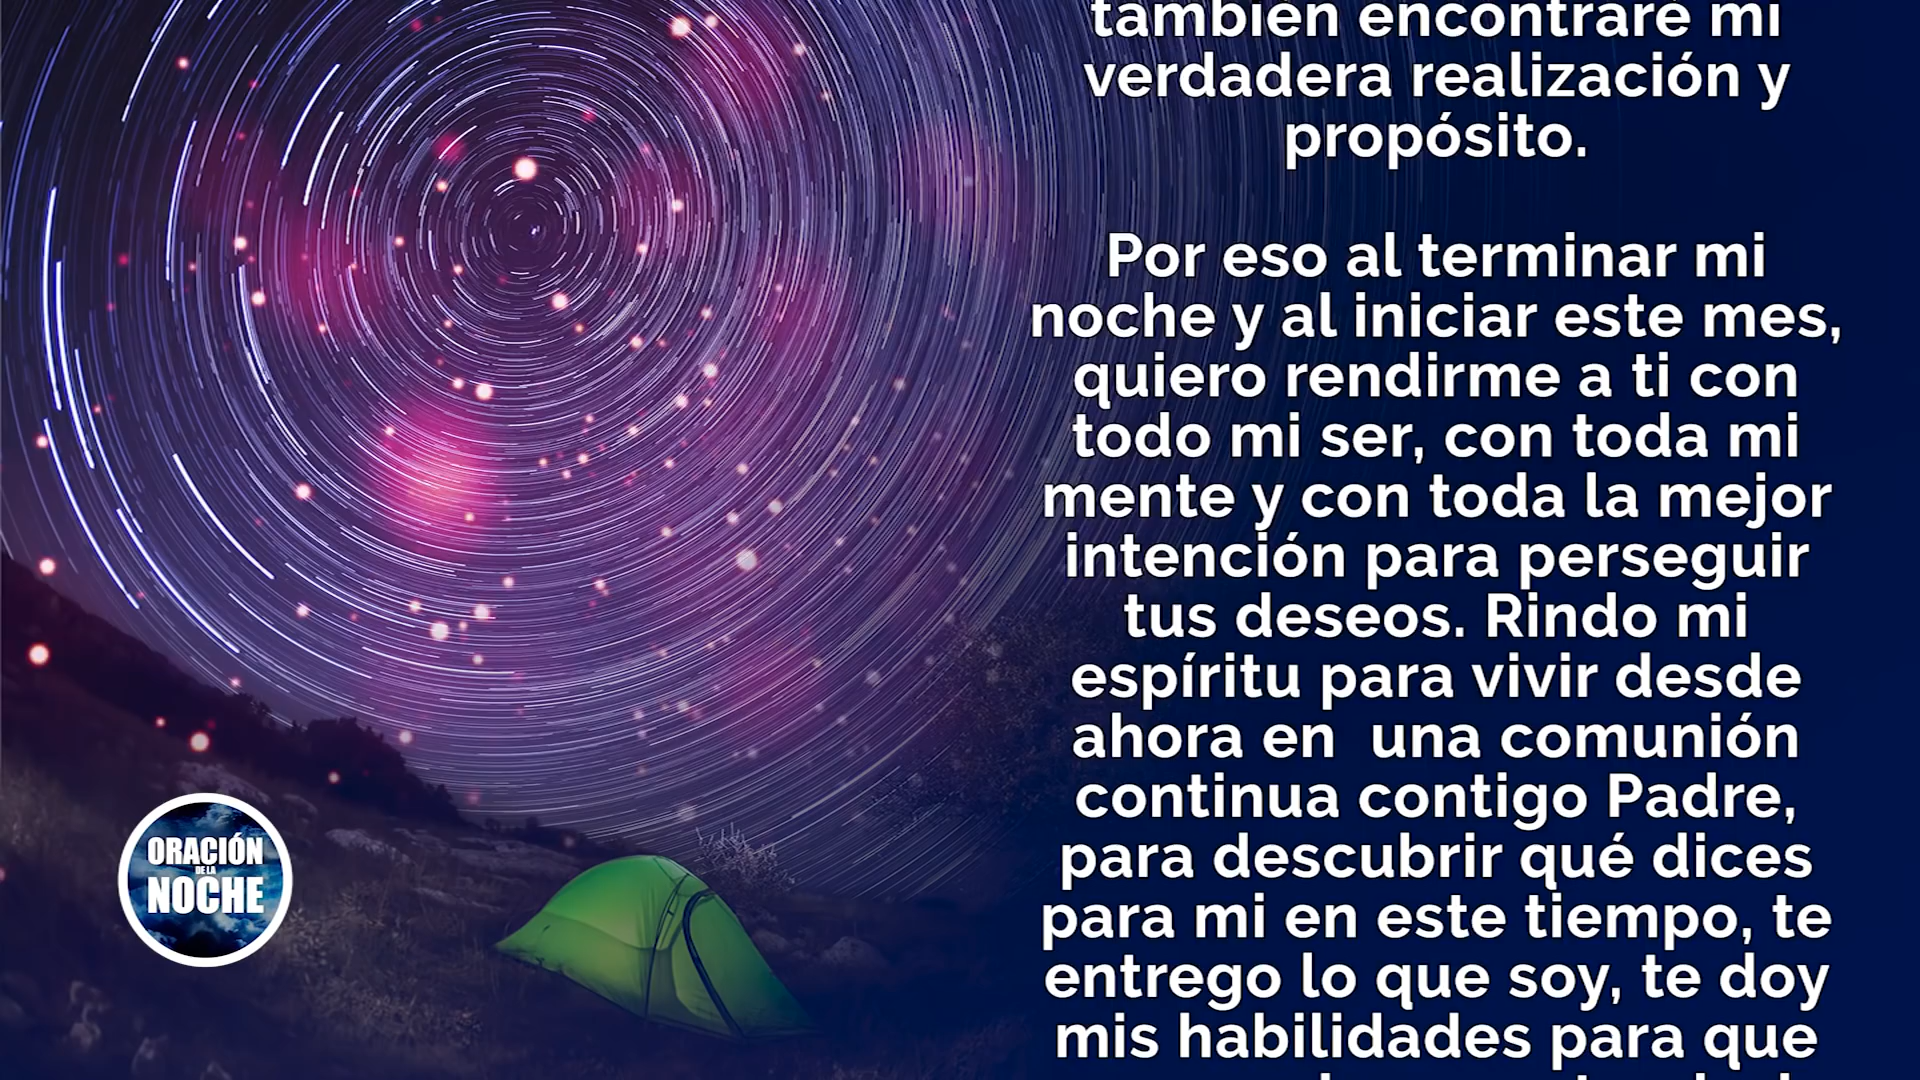 también encontraré mi
verdadera realización y
propósito.
Por eso al terminar mi
noche y al iniciar este mes,
quiero rendirme a ti con
todo mi ser, con toda mi
mente y con toda la mejor
intención para perseguir
tus deseos. Rindo mi
espíritu para vivir desde
ahora en  una comunión
continua contigo Padre,
para descubrir qué dices
para mi en este tiempo, te
entrego lo que soy, te doy
mis habilidades para que
ORACIÓN
DE LA
NOCHE